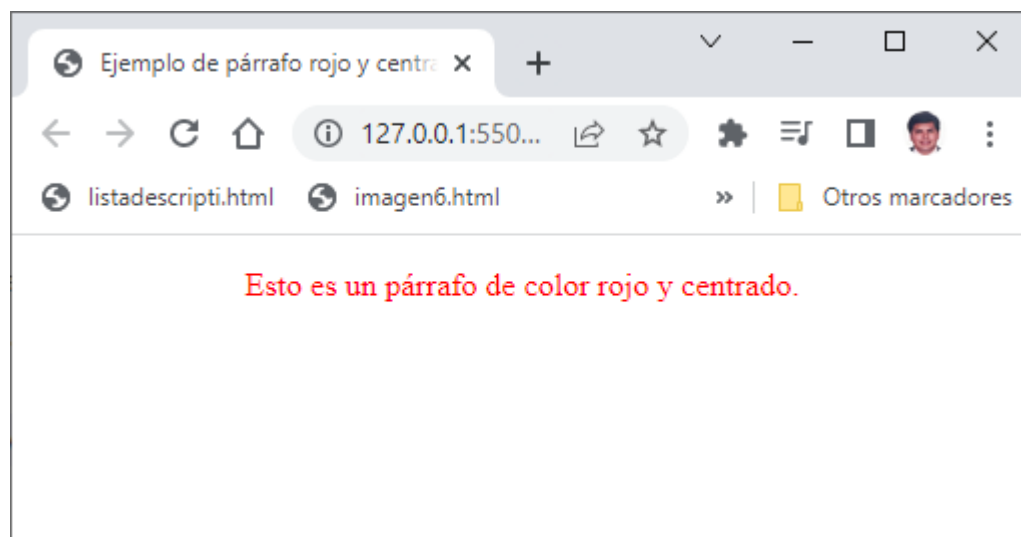 Ejemplo de párrafo rojo y centra
127.0.0.1:550...
listadescripti.html imagen6.html » Otros marcadores
Esto es un párrafo de color rojo y centrado.